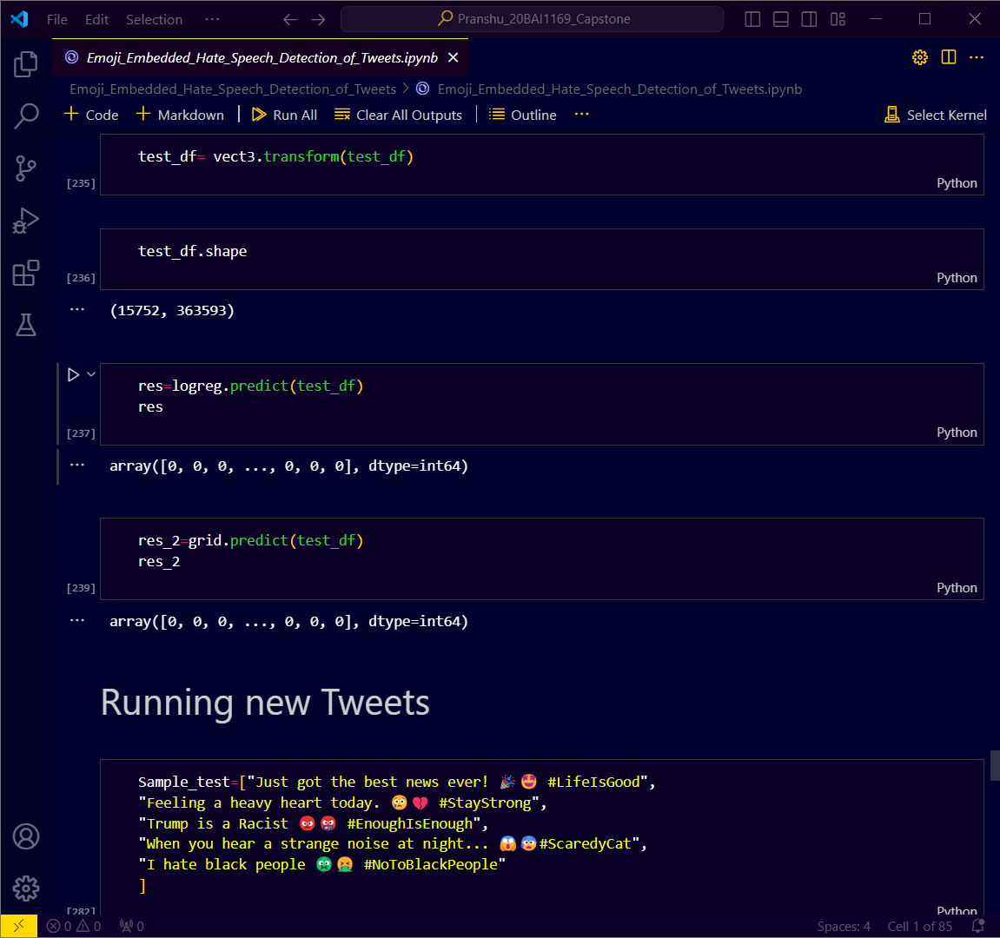 File Edit Selection ··· Pranshu_20BAI1169_Capstone
Emoji_Embedded_Hate_Speech_Detection_of_Tweets.ipynb
Emoji_Embedded_Hate_Speech_Detection_of_Tweets > Emoji_Embedded_Hate_Speech_Detection_of_Tweets.ipynb
+ Code + Markdown | Run All Clear All Outputs | Outline ··· Select Kernel
test_df= vect3.transform(test_df)
[235] Python
test_df.shape
[236] Python
··· (15752, 363593)
res=logreg.predict(test_df)
res
[237] Python
··· array([0, 0, 0, ..., 0, 0, 0], dtype=int64)
res_2=grid.predict(test_df)
res_2
[239] Python
··· array([0, 0, 0, ..., 0, 0, 0], dtype=int64)
Running new Tweets
Sample_test=["Just got the best news ever! 🎉🤩 #LifeIsGood",
"Feeling a heavy heart today. 😳💔 #StayStrong",
"Trump is a Racist 😡🤬 #EnoughIsEnough",
"When you hear a strange noise at night... 😱😨#ScaredyCat",
"I hate black people 🤢🤮 #NoToBlackPeople"
]
[282] Python
0 0 0 Spaces: 4 Cell 1 of 85